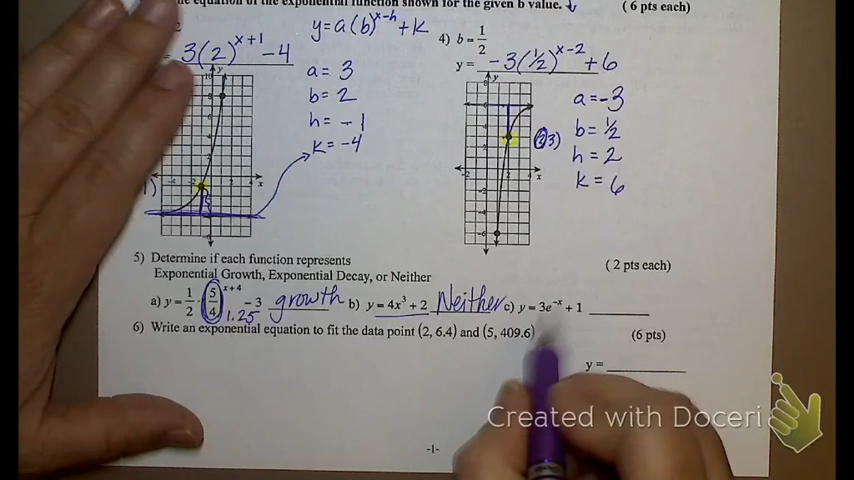 the equation of the exponential function shown for the given b value. ↓ ( 6 pts each)
y=a(b)^x-h + k
2
4) b = 1/2
= 3(2)^x+1 - 4
y = -3(1/2)^x-2 + 6
a = 3
b = 2
h = -1
k = -4
a = -3
b = 1/2
h = 2
k = 6
5) Determine if each function represents ( 2 pts each)
Exponential Growth, Exponential Decay, or Neither
a) y = 1/2 · (5/4)^x+4 - 3 growth b) y = 4x³ + 2 Neither c) y = 3e^-x + 1
1.25
6) Write an exponential equation to fit the data point (2, 6.4) and (5, 409.6) (6 pts)
y =
Created with Doceri
-1-